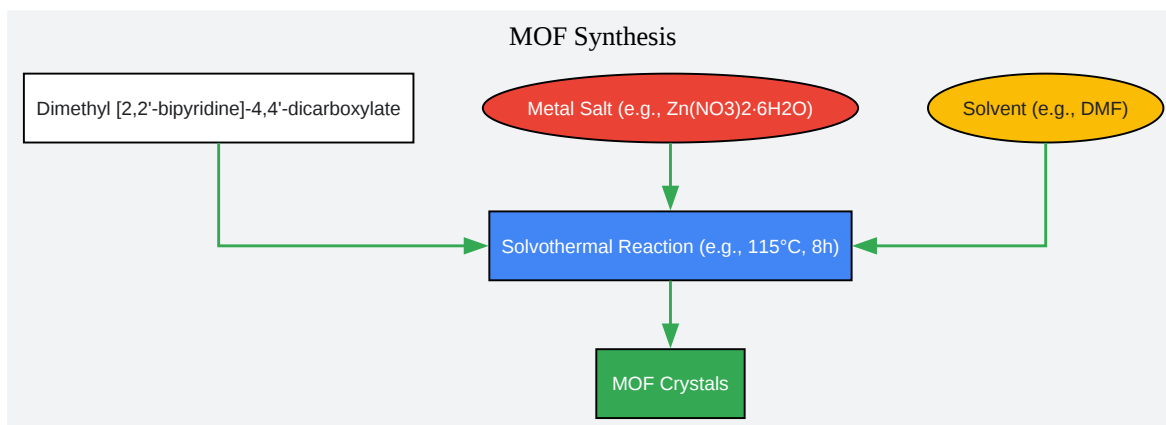 MOF Synthesis
Dimethyl [2,2'-bipyridine]-4,4'-dicarboxylate
Metal Salt (e.g., Zn(NO3)2·6H2O)
Solvent (e.g., DMF)
Solvothermal Reaction (e.g., 115°C, 8h)
MOF Crystals